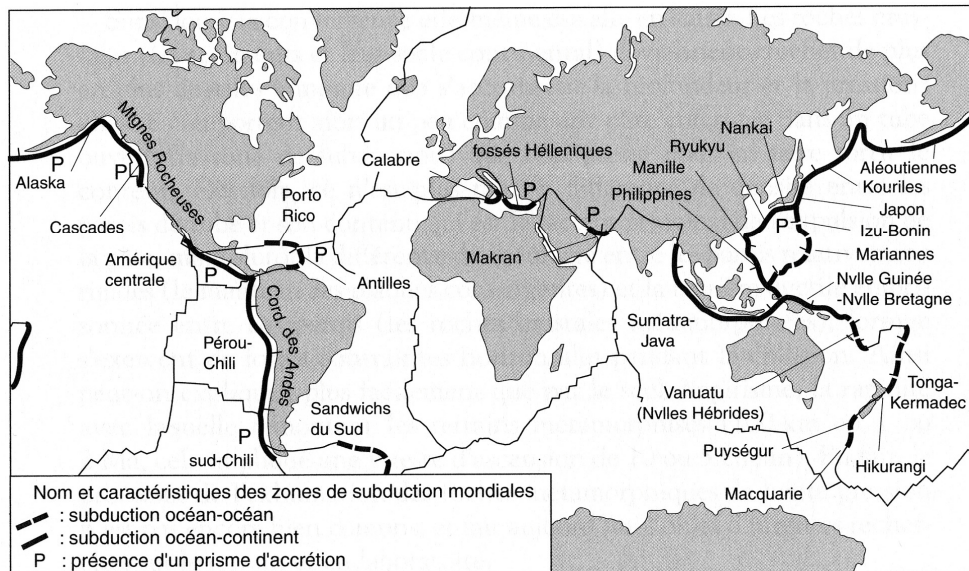 Alaska
P
Mtgnes Rocheuses
P
Cascades
Porto
Rico
P
Amérique
centrale
P
Antilles
Cord. des Andes
Pérou-
Chili
P
sud-Chili
Sandwichs
du Sud
Calabre
fossés Hélleniques
P
P
Makran
Nankai
Ryukyu
Manille
Philippines
P
Aléoutiennes
Kouriles
Japon
Izu-Bonin
Mariannes
Nvlle Guinée
-Nvlle Bretagne
Sumatra-
Java
Vanuatu
(Nvlles Hébrides)
Tonga-
Kermadec
Puységur
Hikurangi
Macquarie
Nom et caractéristiques des zones de subduction mondiales
: subduction océan-océan
: subduction océan-continent
P : présence d'un prisme d'accrétion